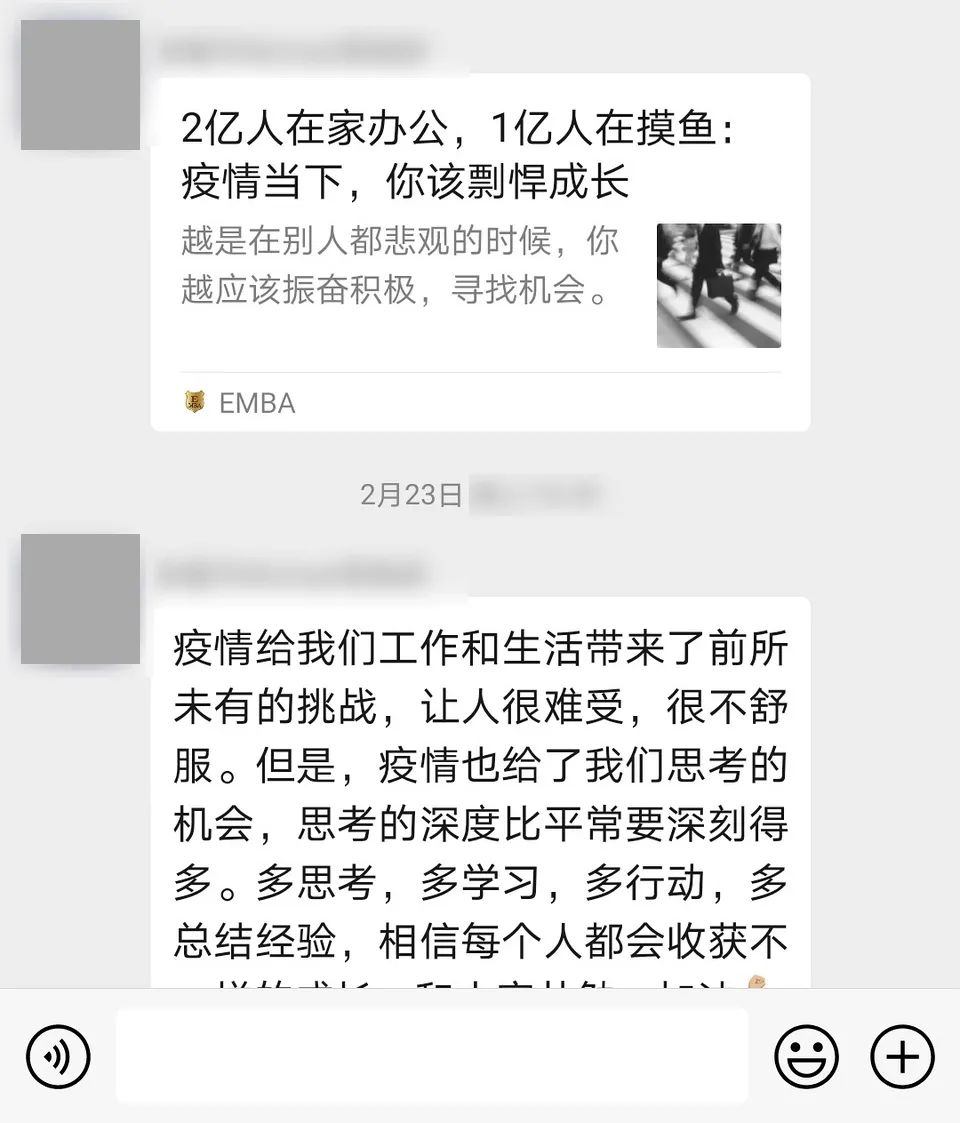 2亿人在家办公，1亿人在摸鱼：
疫情当下，你该剽悍成长
越是在别人都悲观的时候，你
越应该振奋积极，寻找机会。
EMBA
2月23日
疫情给我们工作和生活带来了前所
未有的挑战，让人很难受，很不舒
服。但是，疫情也给了我们思考的
机会，思考的深度比平常要深刻得
多。多思考，多学习，多行动，多
总结经验，相信每个人都会收获不